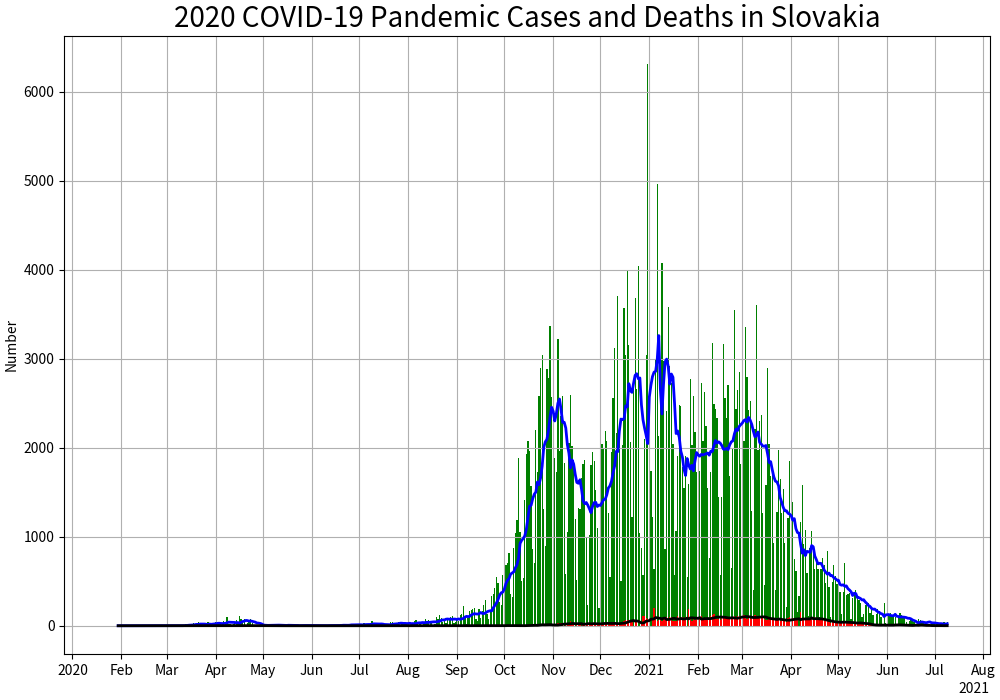 2020 COVID-19 Pandemic Cases and Deaths in Slovakia
Number
6000
5000
4000
3000
2000
1000
0
2020 Feb Mar Apr May Jun Jul Aug Sep Oct Nov Dec 2021 Feb Mar Apr May Jun Jul Aug
2021